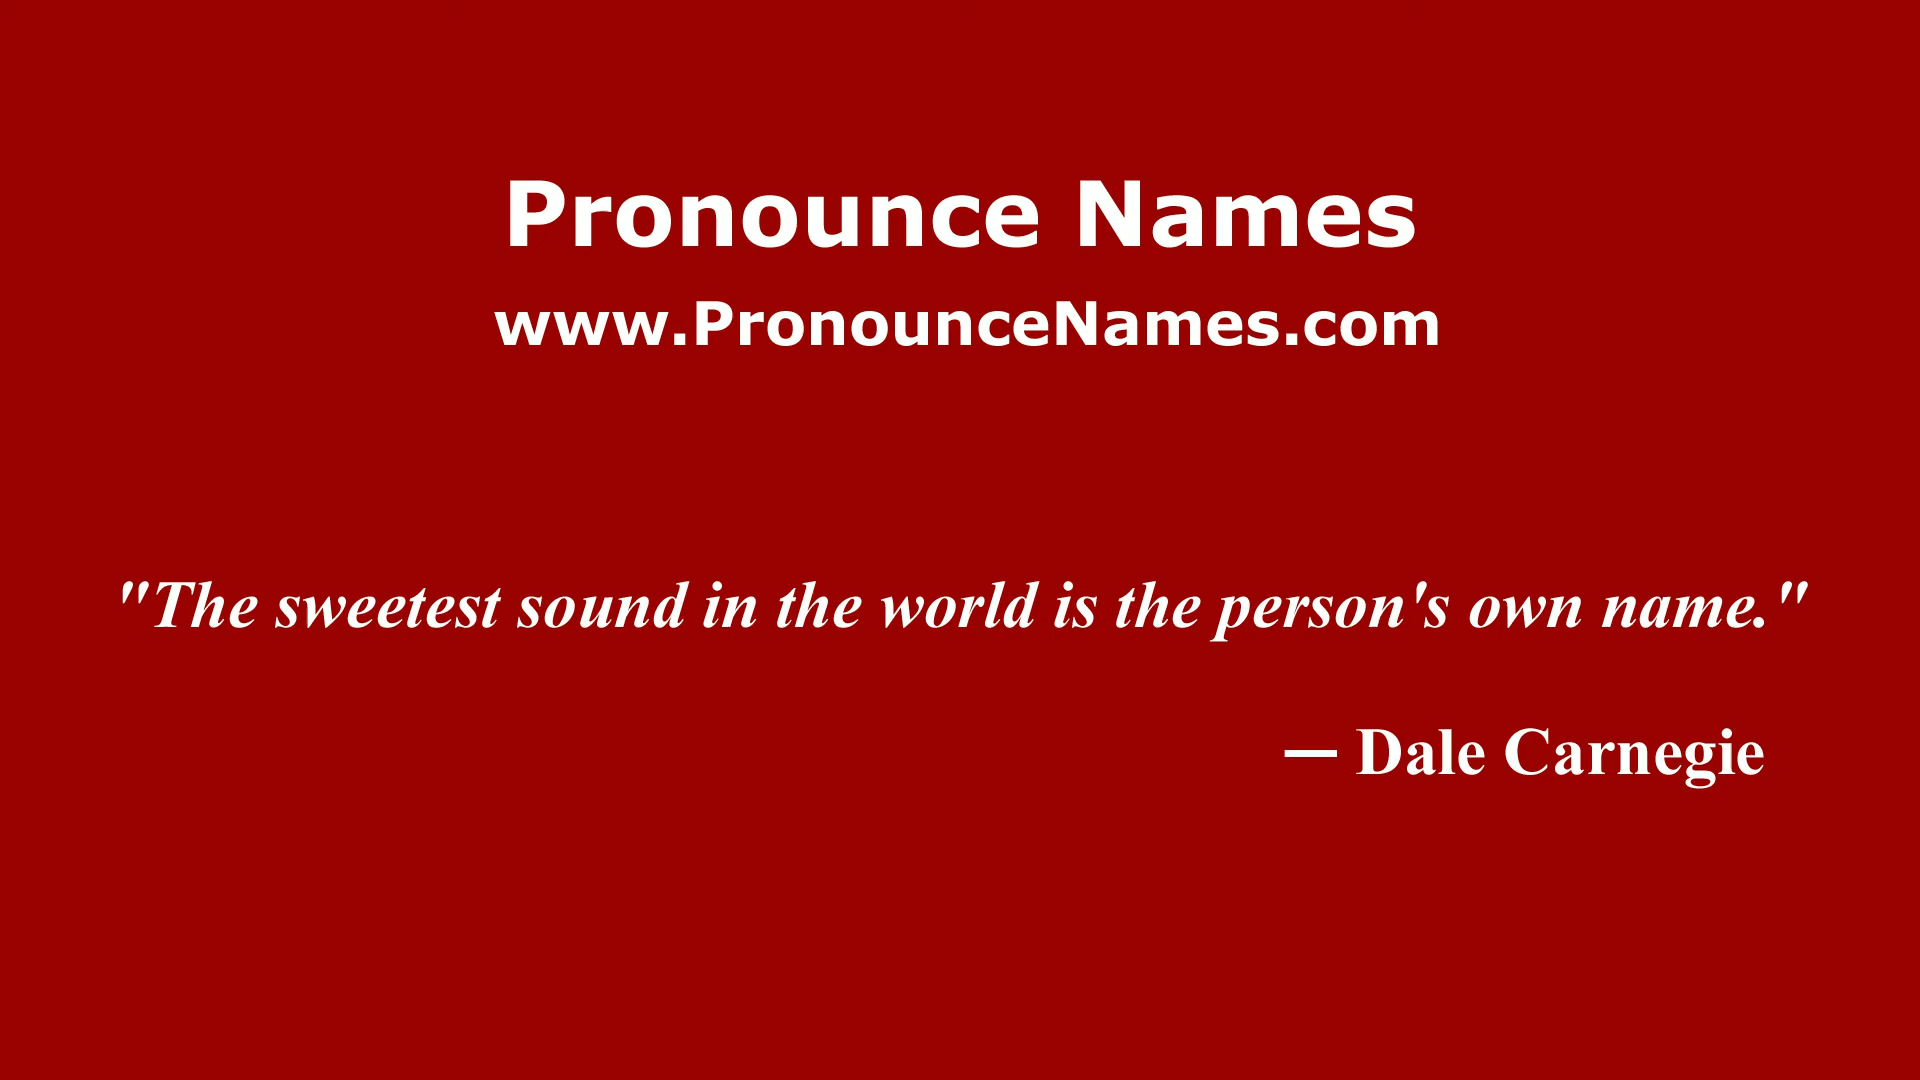 Pronounce Names
www.PronounceNames.com
"The sweetest sound in the world is the person's own name."
— Dale Carnegie